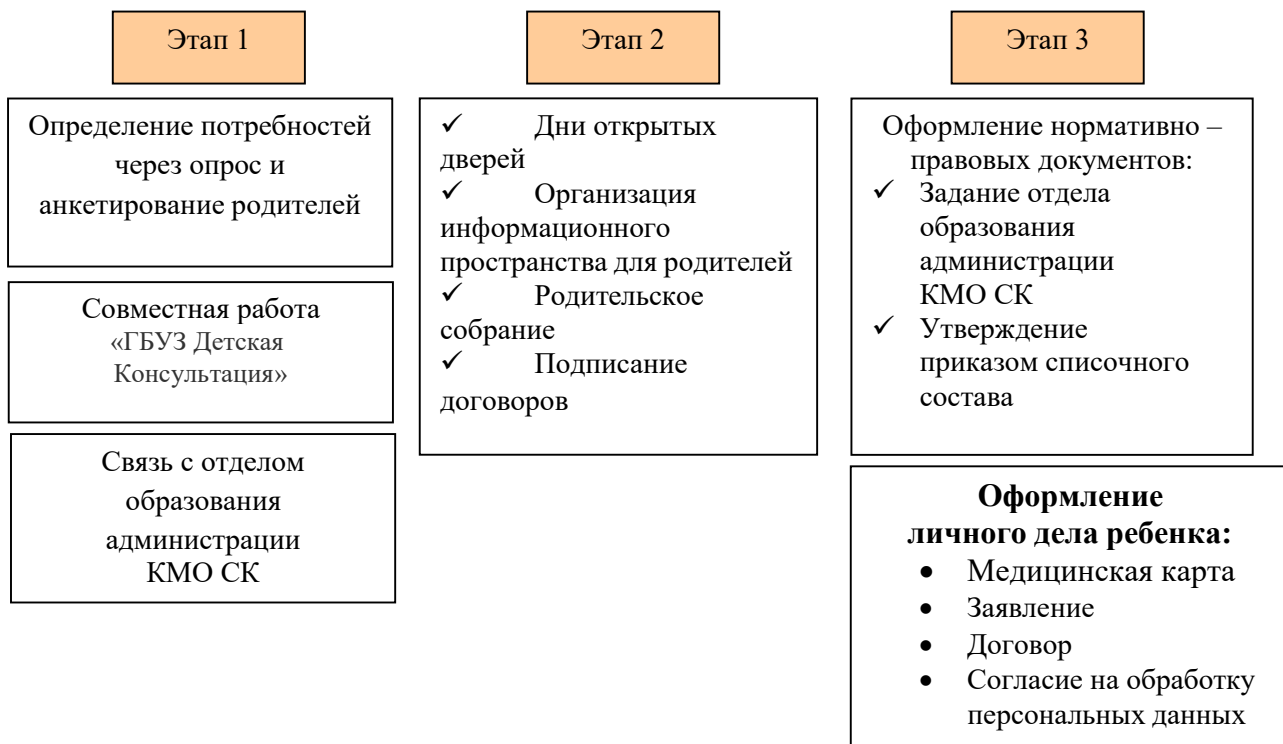 Этап 1
Определение потребностей
через опрос и
анкетирование родителей
Совместная работа
«ГБУЗ Детская
Консультация»
Связь с отделом
образования
администрации
КМО СК
Этап 2
✓ Дни открытых
дверей
✓ Организация
информационного
пространства для родителей
✓ Родительское
собрание
✓ Подписание
договоров
Этап 3
Оформление нормативно –
правовых документов:
✓ Задание отдела
образования
администрации
КМО СК
✓ Утверждение
приказом списочного
состава
Оформление
личного дела ребенка:
• Медицинская карта
• Заявление
• Договор
• Согласие на обработку
персональных данных